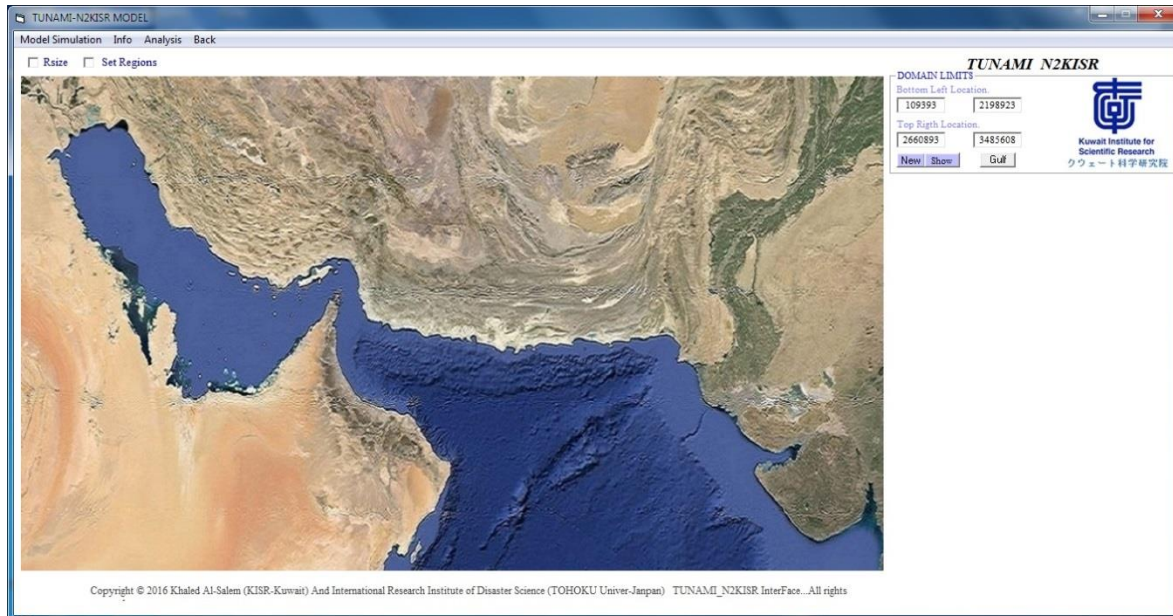 TUNAMI-N2KISR MODEL
Model Simulation Info Analysis Back
Rsize Set Regions
TUNAMI N2KISR
DOMAIN LIMITS
Bottom Left Location.
109393 2198923
Top Rigth Location.
2660893 3485608
New Show Gulf
Kuwait Institute for
Scientific Research
クウェート科学研究院
Copyright © 2016 Khaled Al-Salem (KISR-Kuwait) And International Research Institute of Disaster Science (TOHOKU Univer-Janpan) TUNAMI_N2KISR InterFace...All rights